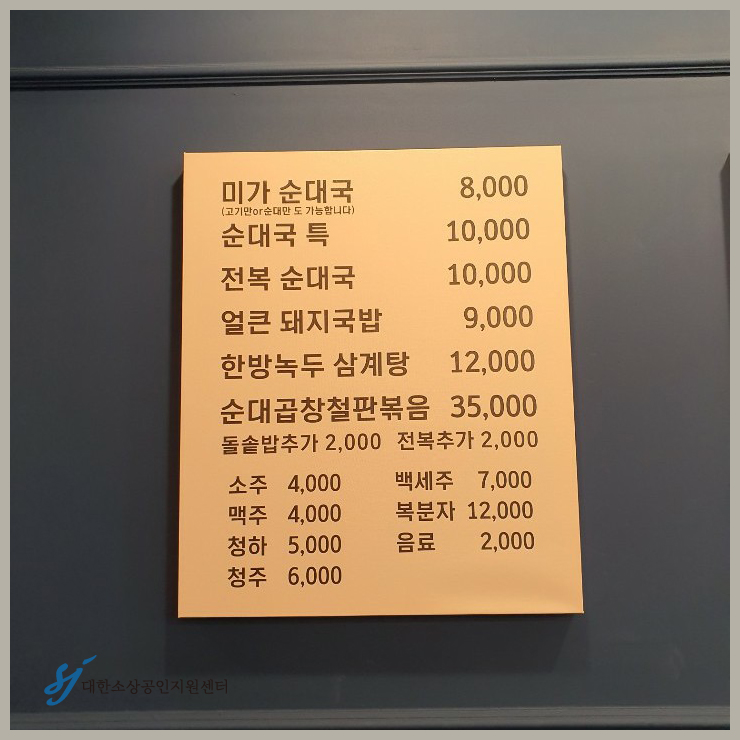 미가 순대국 8,000
(고기만or순대만 도 가능합니다)
순대국 특 10,000
전복 순대국 10,000
얼큰 돼지국밥 9,000
한방녹두 삼계탕 12,000
순대곱창철판볶음 35,000
돌솥밥추가 2,000 전복추가 2,000
소주 4,000 백세주 7,000
맥주 4,000 복분자 12,000
청하 5,000 음료 2,000
청주 6,000
sj 대한소상공인지원센터